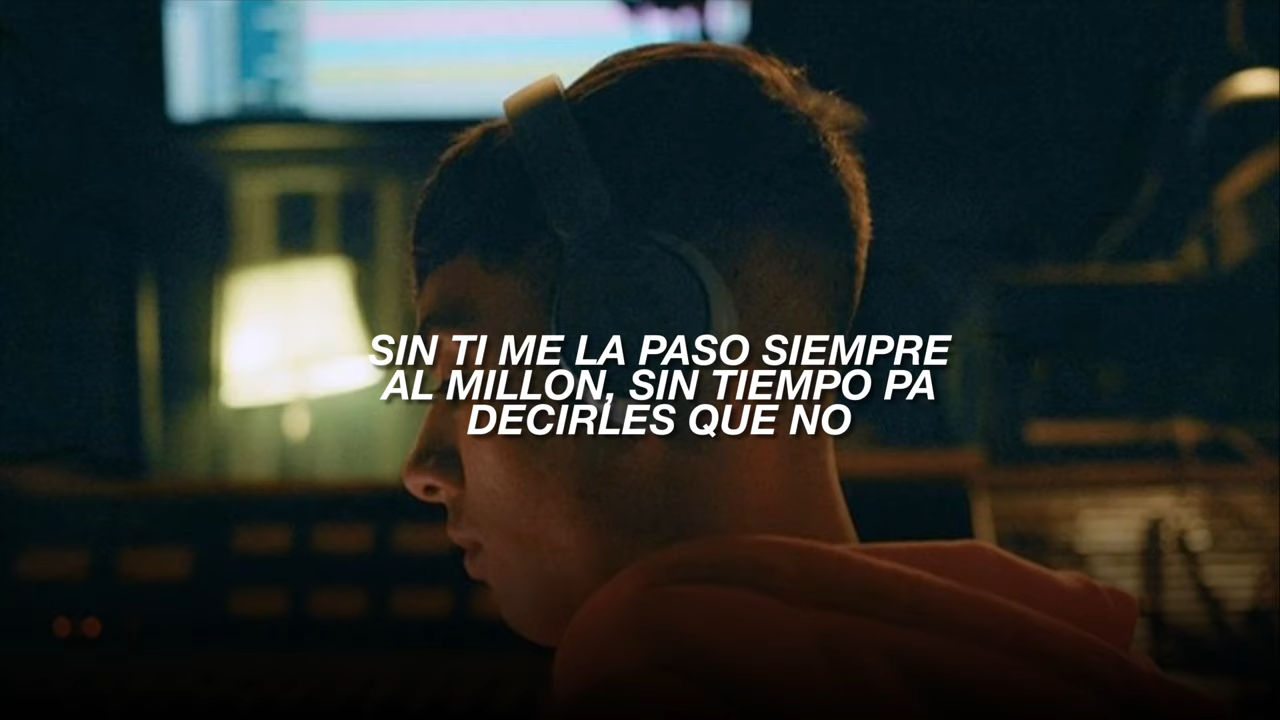 SIN TI ME LA PASO SIEMPRE
AL MILLON, SIN TIEMPO PA
DECIRLES QUE NO